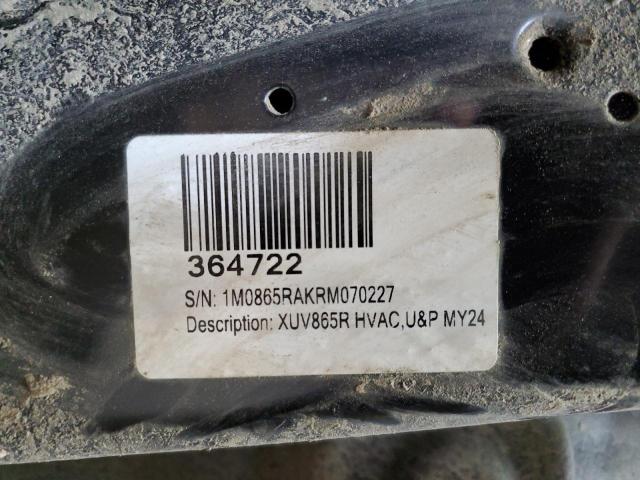 364722
S/N: 1M0865RAKRM070227
Description: XUV865R HVAC,U&P MY24